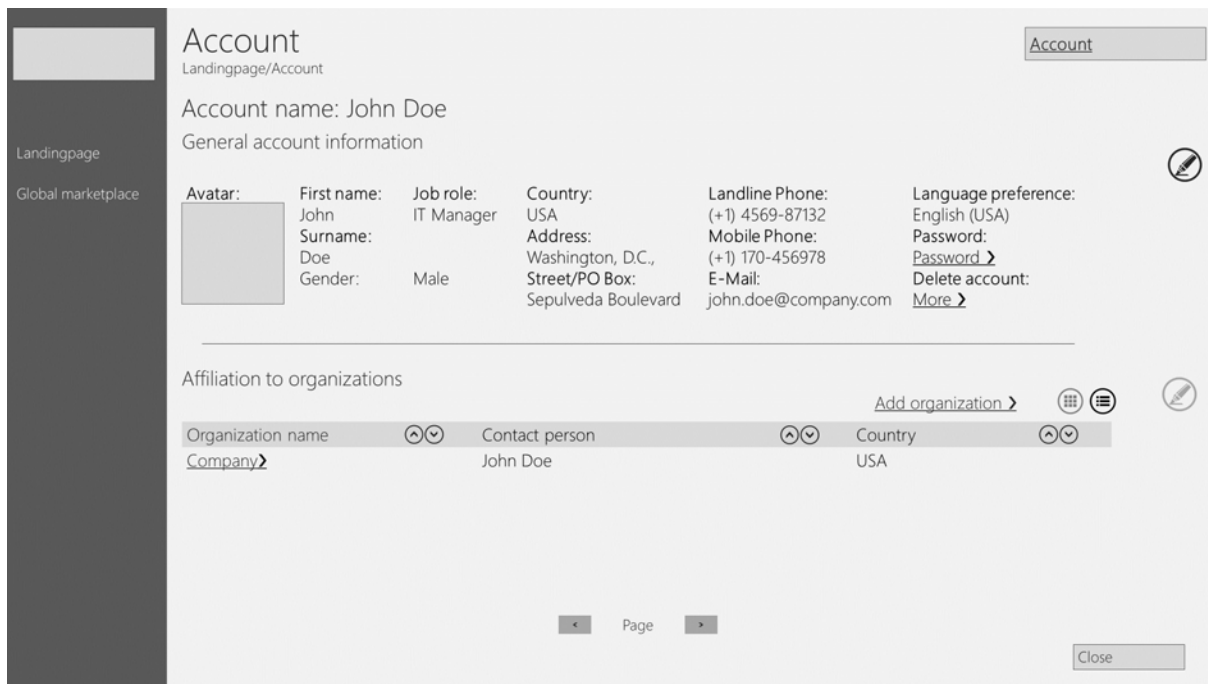 Account
Landingpage/Account
Account
Account name: John Doe
General account information
Landingpage
Global marketplace
Avatar:
First name:
John
Surname:
Doe
Gender:
Job role:
IT Manager
Male
Country:
USA
Address:
Washington, D.C.,
Street/PO Box:
Sepulveda Boulevard
Landline Phone:
(+1) 4569-87132
Mobile Phone:
(+1) 170-456978
E-Mail:
john.doe@company.com
Language preference:
English (USA)
Password:
Password >
Delete account:
More >
Affiliation to organizations
Add organization >
Organization name Contact person Country
Company> John Doe USA
< Page >
Close